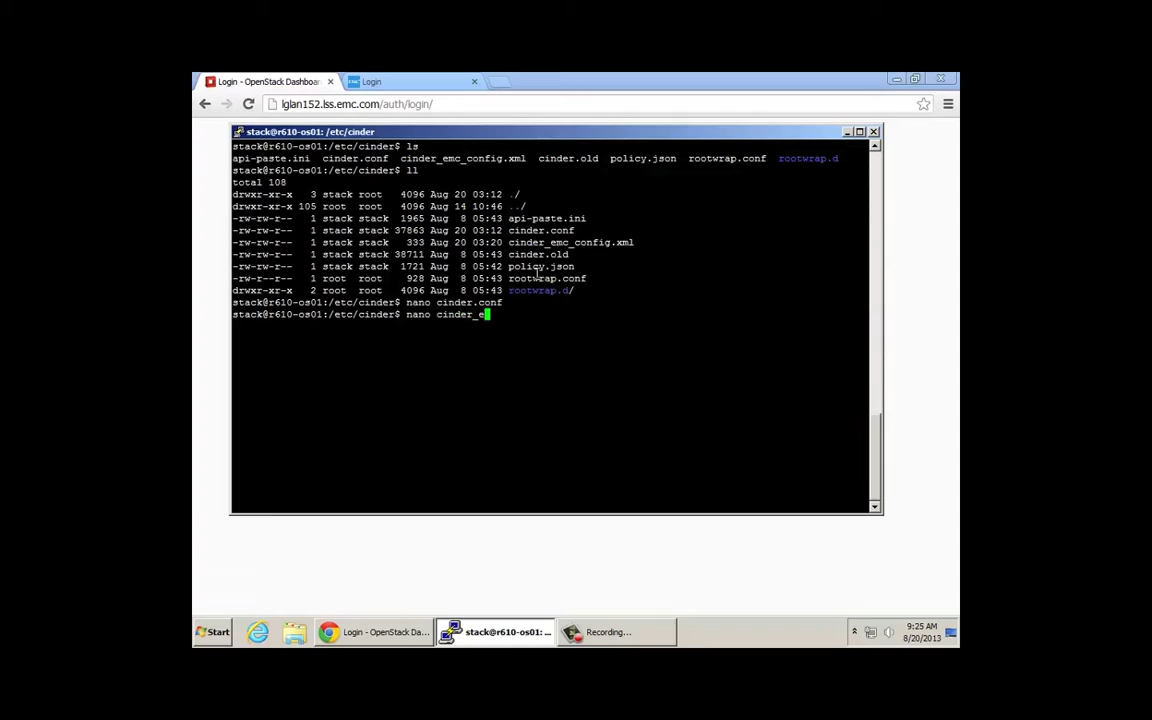 Login - OpenStack Dashboa
EMC Login
lglan152.lss.emc.com/auth/login/
stack@r610-os01: /etc/cinder
stack@r610-os01:/etc/cinder$ ls
api-paste.ini cinder.conf cinder_emc_config.xml cinder.old policy.json rootwrap.conf rootwrap.d
stack@r610-os01:/etc/cinder$ ll
total 108
drwxr-xr-x 3 stack root 4096 Aug 20 03:12 ./
drwxr-xr-x 105 root root 4096 Aug 14 10:46 ../
-rw-rw-r-- 1 stack stack 1965 Aug 8 05:43 api-paste.ini
-rw-rw-r-- 1 stack stack 37863 Aug 20 03:12 cinder.conf
-rw-rw-r-- 1 stack stack 333 Aug 20 03:20 cinder_emc_config.xml
-rw-rw-r-- 1 stack stack 38711 Aug 8 05:43 cinder.old
-rw-rw-r-- 1 stack stack 1721 Aug 8 05:42 policy.json
-rw-r--r-- 1 root root 928 Aug 8 05:43 rootwrap.conf
drwxr-xr-x 2 root root 4096 Aug 8 05:43 rootwrap.d/
stack@r610-os01:/etc/cinder$ nano cinder.conf
stack@r610-os01:/etc/cinder$ nano cinder_e
Start
Login - OpenStack Da...
stack@r610-os01: ...
Recording...
9:25 AM
8/20/2013